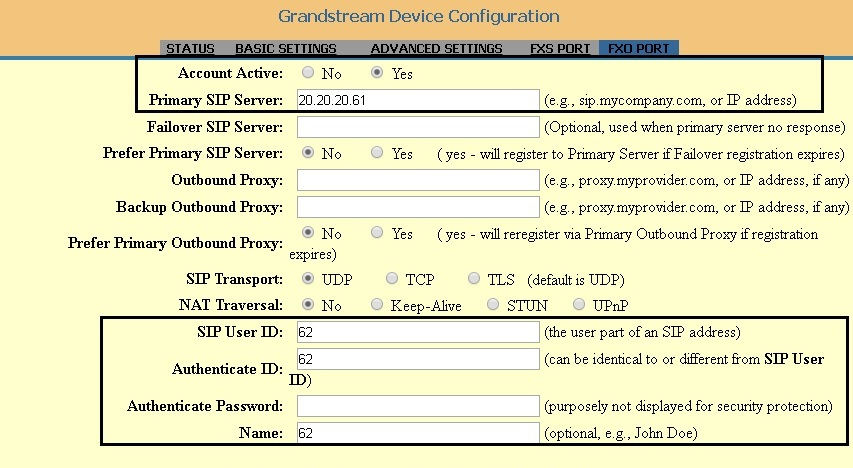 Grandstream Device Configuration
STATUS BASIC SETTINGS ADVANCED SETTINGS FXS PORT FXO PORT
Account Active: No Yes
Primary SIP Server: 20.20.20.61 (e.g., sip.mycompany.com, or IP address)
Failover SIP Server: (Optional, used when primary server no response)
Prefer Primary SIP Server: No Yes ( yes - will register to Primary Server if Failover registration expires)
Outbound Proxy: (e.g., proxy.myprovider.com, or IP address, if any)
Backup Outbound Proxy: (e.g., proxy.myprovider.com, or IP address, if any)
Prefer Primary Outbound Proxy: No Yes ( yes - will reregister via Primary Outbound Proxy if registration
expires)
SIP Transport: UDP TCP TLS (default is UDP)
NAT Traversal: No Keep-Alive STUN UPnP
SIP User ID: 62 (the user part of an SIP address)
Authenticate ID: 62 (can be identical to or different from SIP User
ID)
Authenticate Password: (purposely not displayed for security protection)
Name: 62 (optional, e.g., John Doe)